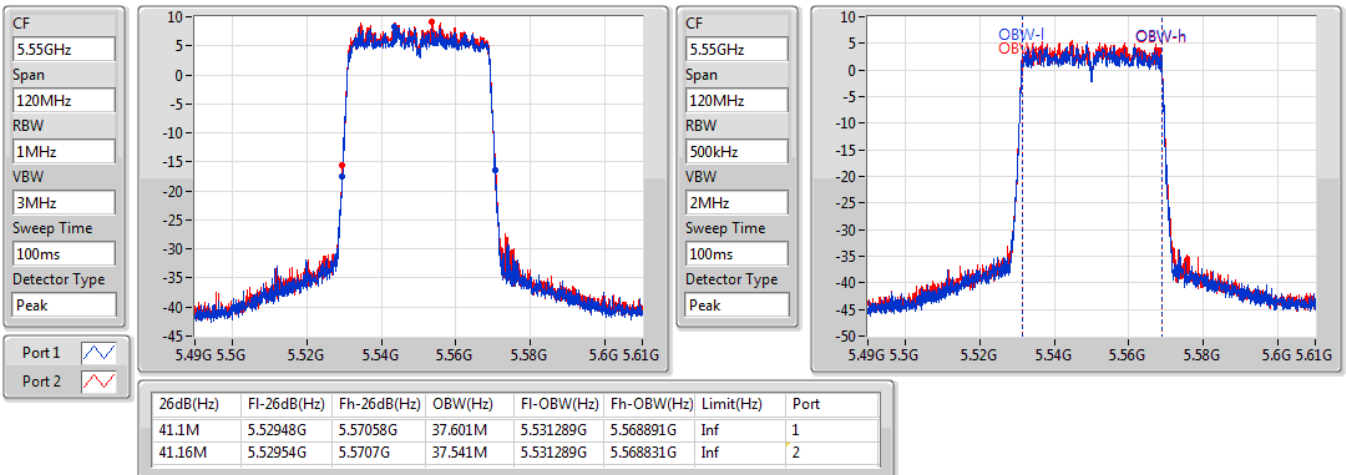 CF
5.55GHz
Span
120MHz
RBW
1MHz
VBW
3MHz
Sweep Time
100ms
Detector Type
Peak
Port 1
Port 2
10
5
0
-5
-10
-15
-20
-25
-30
-35
-40
-45
5.49G 5.5G 5.52G 5.54G 5.56G 5.58G 5.6G 5.61G
CF
5.55GHz
Span
120MHz
RBW
500kHz
VBW
2MHz
Sweep Time
100ms
Detector Type
Peak
10
5
0
-5
-10
-15
-20
-25
-30
-35
-40
-45
-50
OBW-l OBW-h
5.49G 5.5G 5.52G 5.54G 5.56G 5.58G 5.6G 5.61G
26dB(Hz) Fl-26dB(Hz) Fh-26dB(Hz) OBW(Hz) Fl-OBW(Hz) Fh-OBW(Hz) Limit(Hz) Port
41.1M 5.52948G 5.57058G 37.601M 5.531289G 5.568891G Inf 1
41.16M 5.52954G 5.5707G 37.541M 5.531289G 5.568831G Inf 2